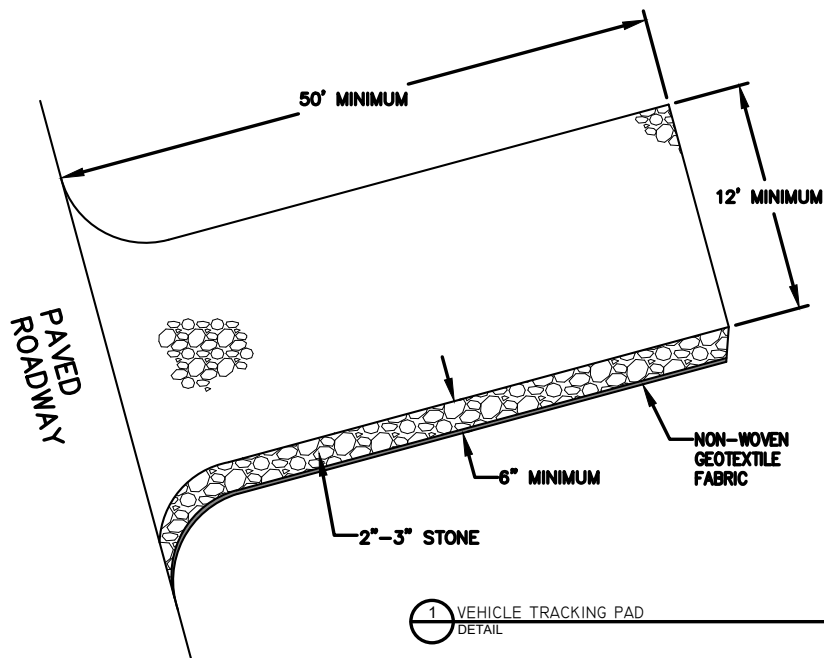 50' MINIMUM
12' MINIMUM
PAVED
ROADWAY
NON-WOVEN
GEOTEXTILE
FABRIC
6" MINIMUM
2"-3" STONE
1 VEHICLE TRACKING PAD
DETAIL